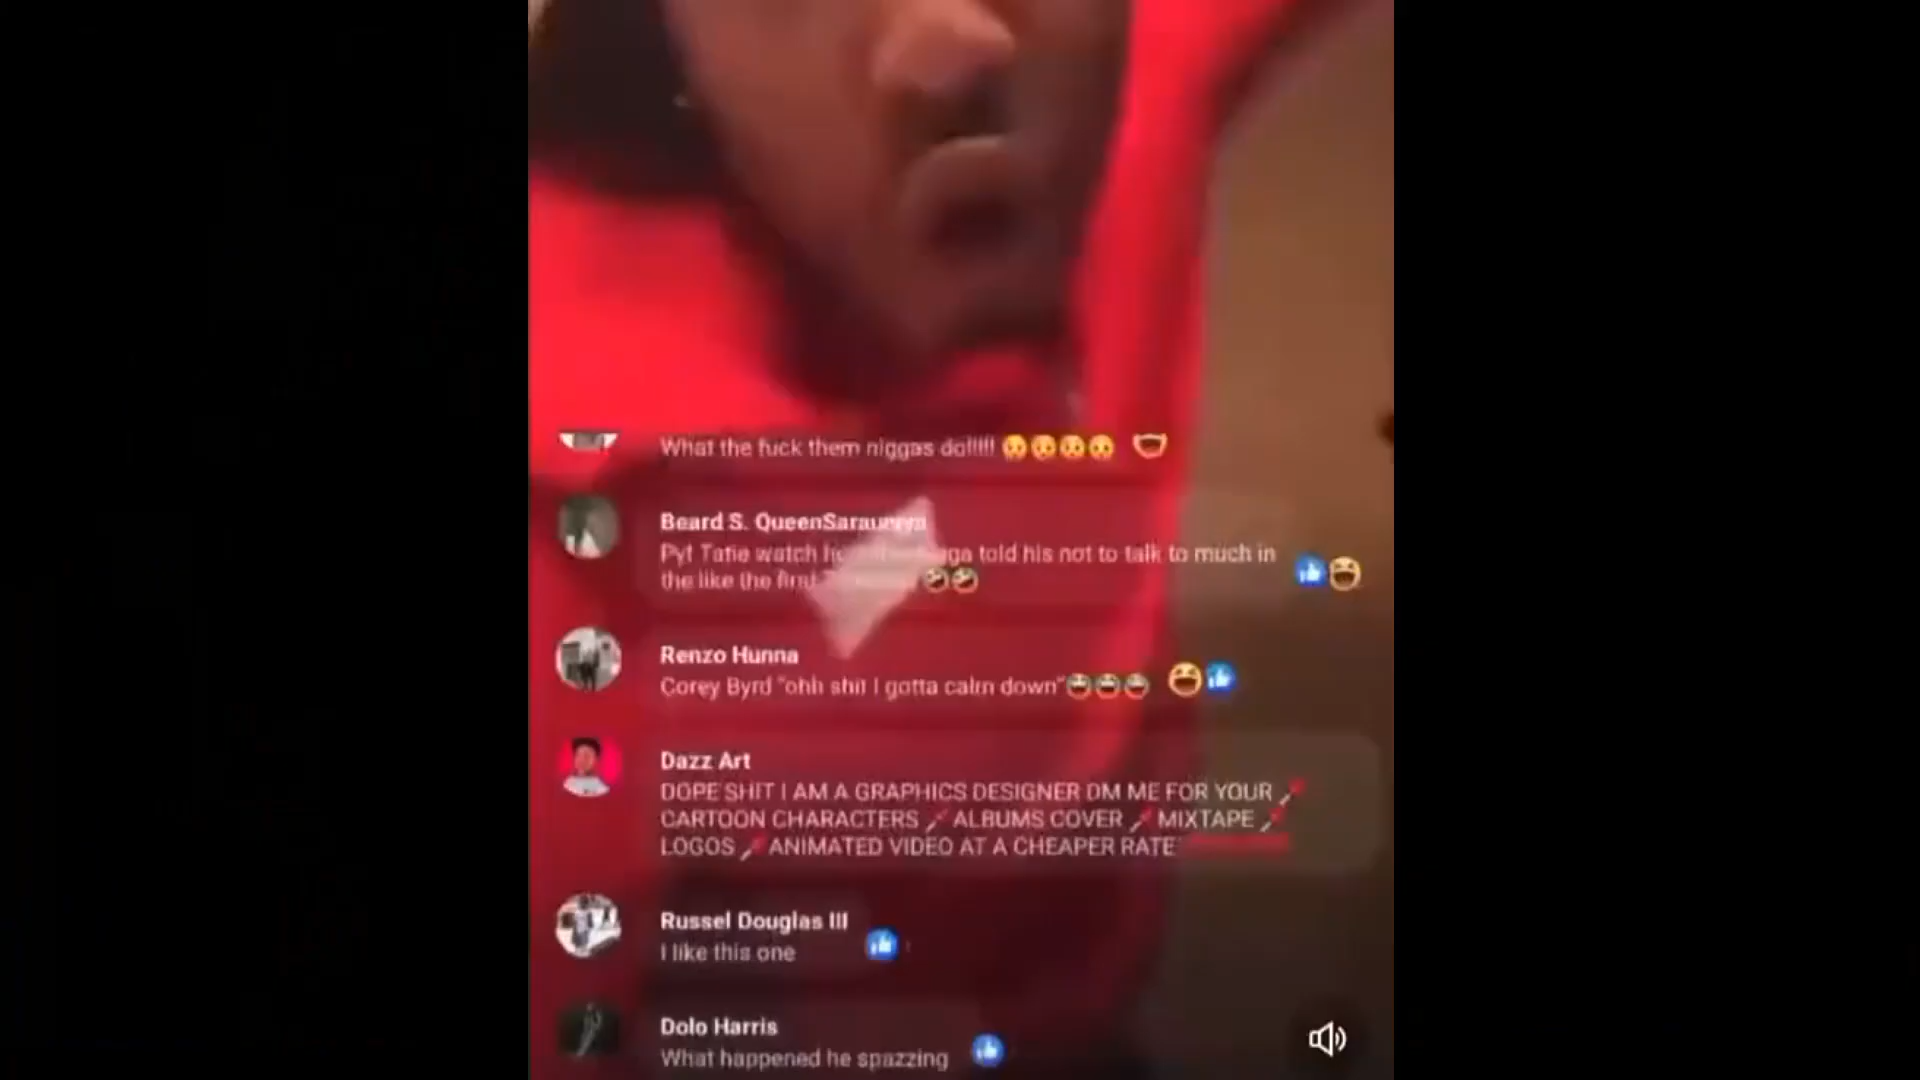 What the fuck them niggas do!!!!!
Beard S. QueenSarauniya
Pyt Tatie watch told his not to talk to much in
the like the first
Renzo Hunna
Corey Byrd "ohh shit I gotta calm down"
Dazz Art
DOPE SHIT I AM A GRAPHICS DESIGNER DM ME FOR YOUR
CARTOON CHARACTERS ALBUMS COVER MIXTAPE
LOGOS ANIMATED VIDEO AT A CHEAPER RATE
Russel Douglas III
I like this one
Dolo Harris
What happened he spazzing